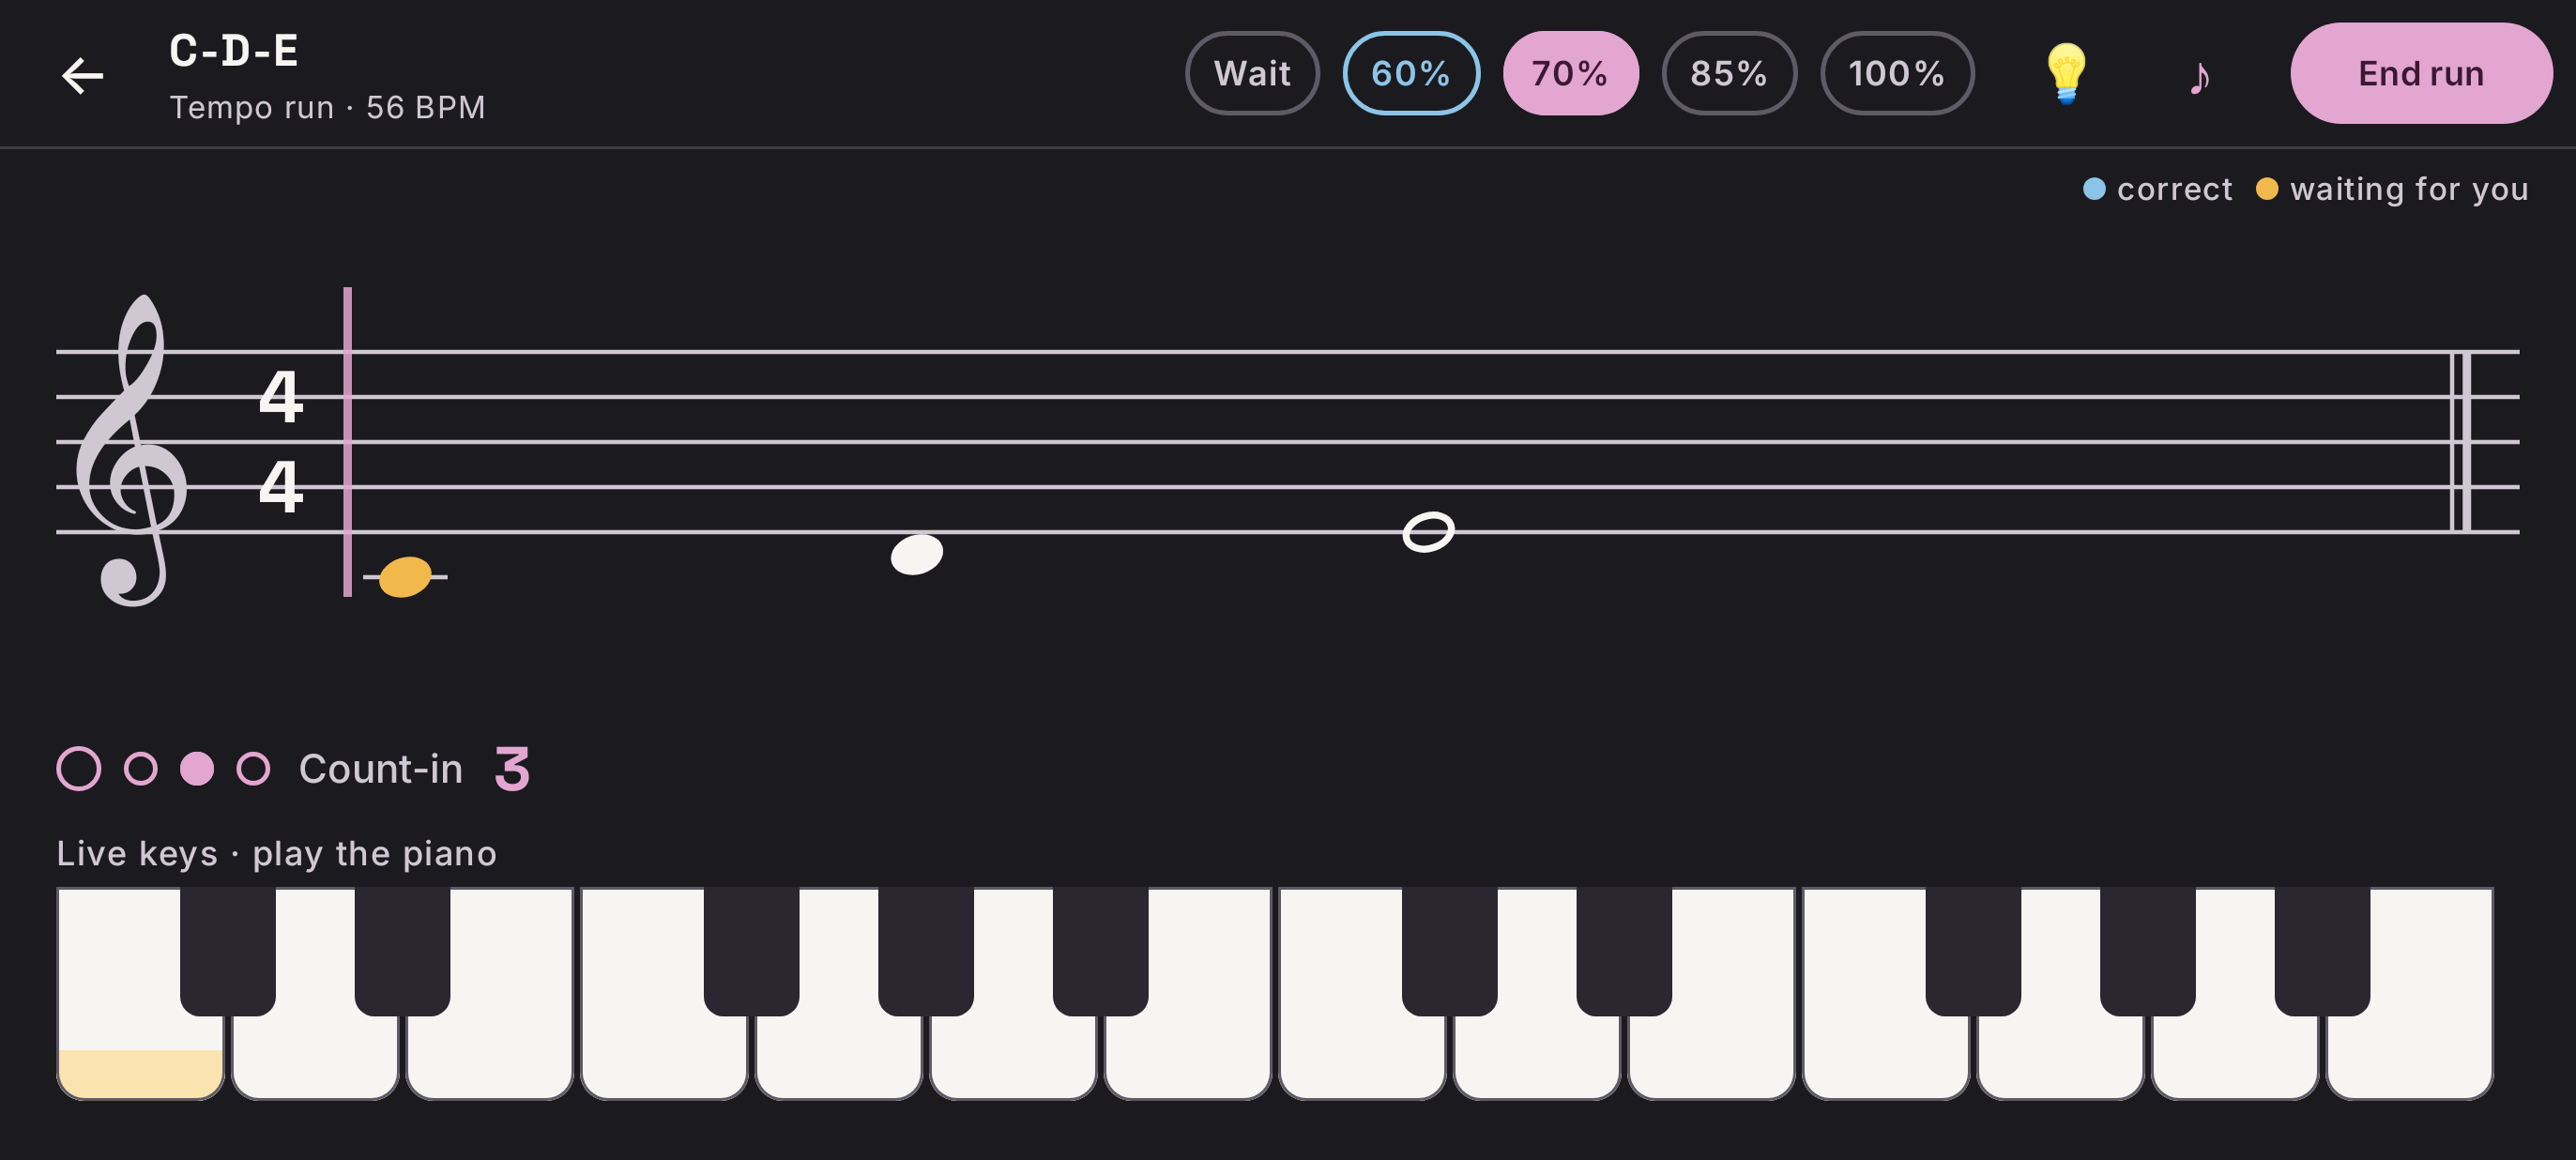 C-D-E
Tempo run · 56 BPM
Wait 60% 70% 85% 100% End run
correct waiting for you
4
4
Count-in 3
Live keys · play the piano